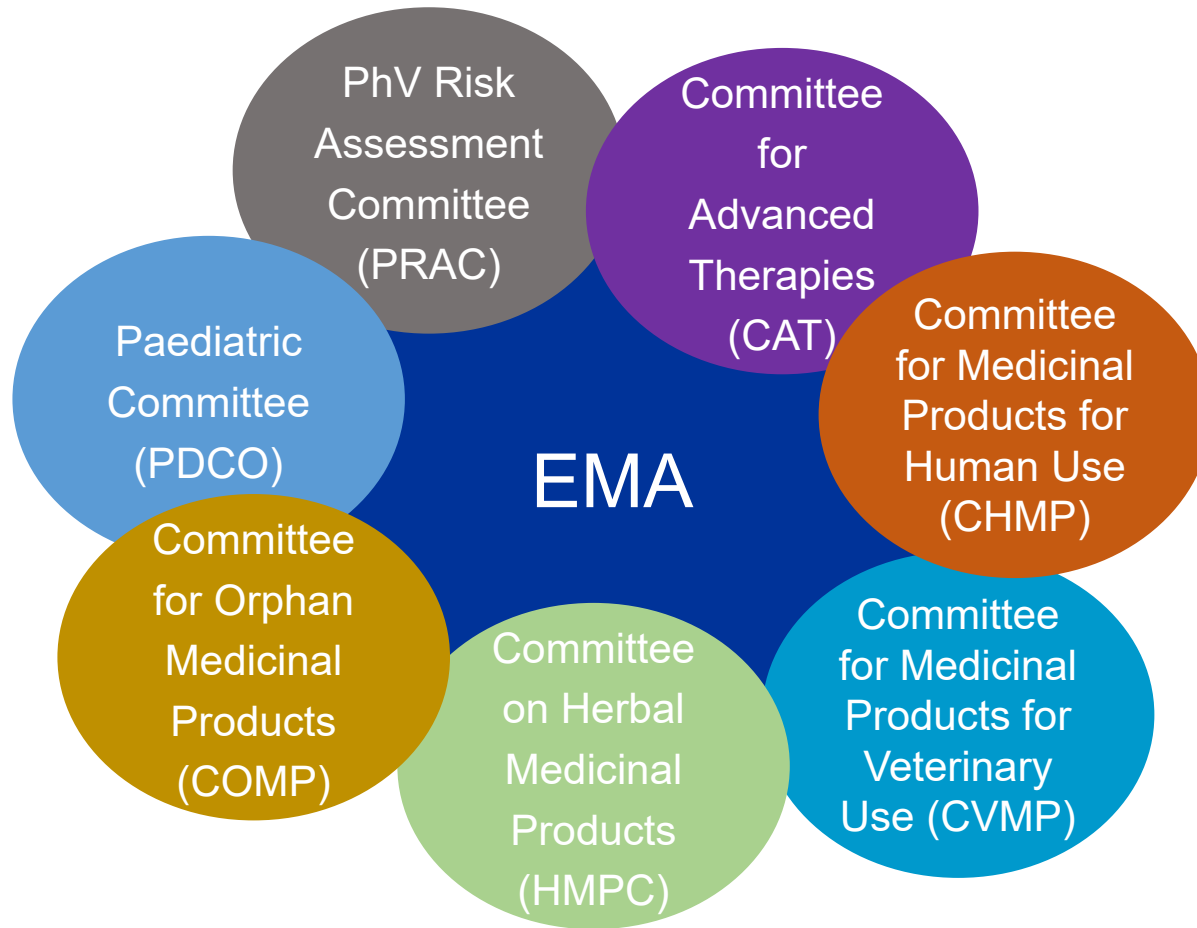 PhV Risk
Assessment
Committee
(PRAC)
Committee
for
Advanced
Therapies
(CAT)
Paediatric
Committee
(PDCO)
Committee
for Medicinal
Products for
Human Use
(CHMP)
EMA
Committee
for Orphan
Medicinal
Products
(COMP)
Committee
on Herbal
Medicinal
Products
(HMPC)
Committee
for Medicinal
Products for
Veterinary
Use (CVMP)